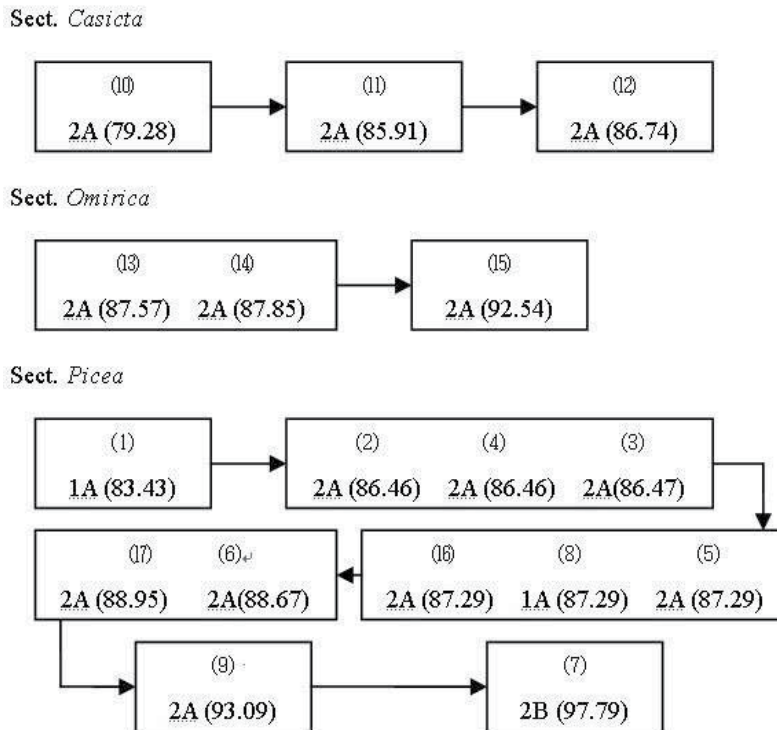 Sect. Casicta
(10) (11) (12)
2A (79.28) 2A (85.91) 2A (86.74)
Sect. Omirica
(13) (14) (15)
2A (87.57) 2A (87.85) 2A (92.54)
Sect. Picea
(1) (2) (4) (3)
1A (83.43) 2A (86.46) 2A (86.46) 2A(86.47)
(17) (6)↵ (16) (8) (5)
2A (88.95) 2A(88.67) 2A (87.29) 1A (87.29) 2A (87.29)
(9) (7)
2A (93.09) 2B (97.79)